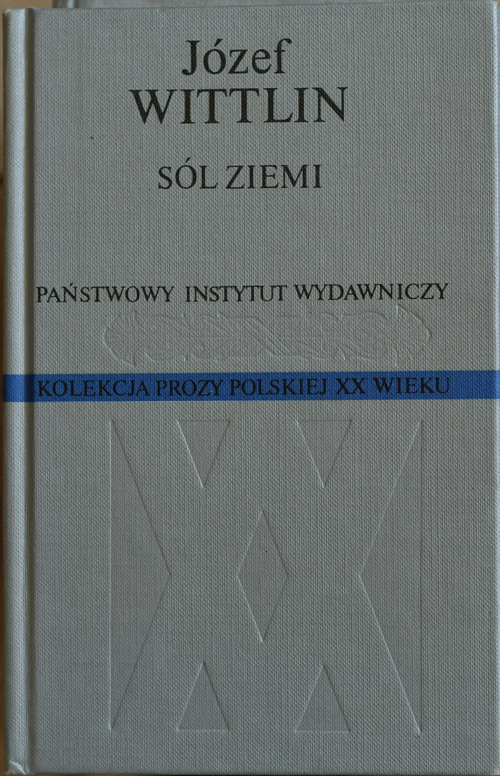 Józef
WITTLIN
SÓL ZIEMI
PAŃSTWOWY INSTYTUT WYDAWNICZY
KOLEKCJA PROZY POLSKIEJ XX WIEKU
XX